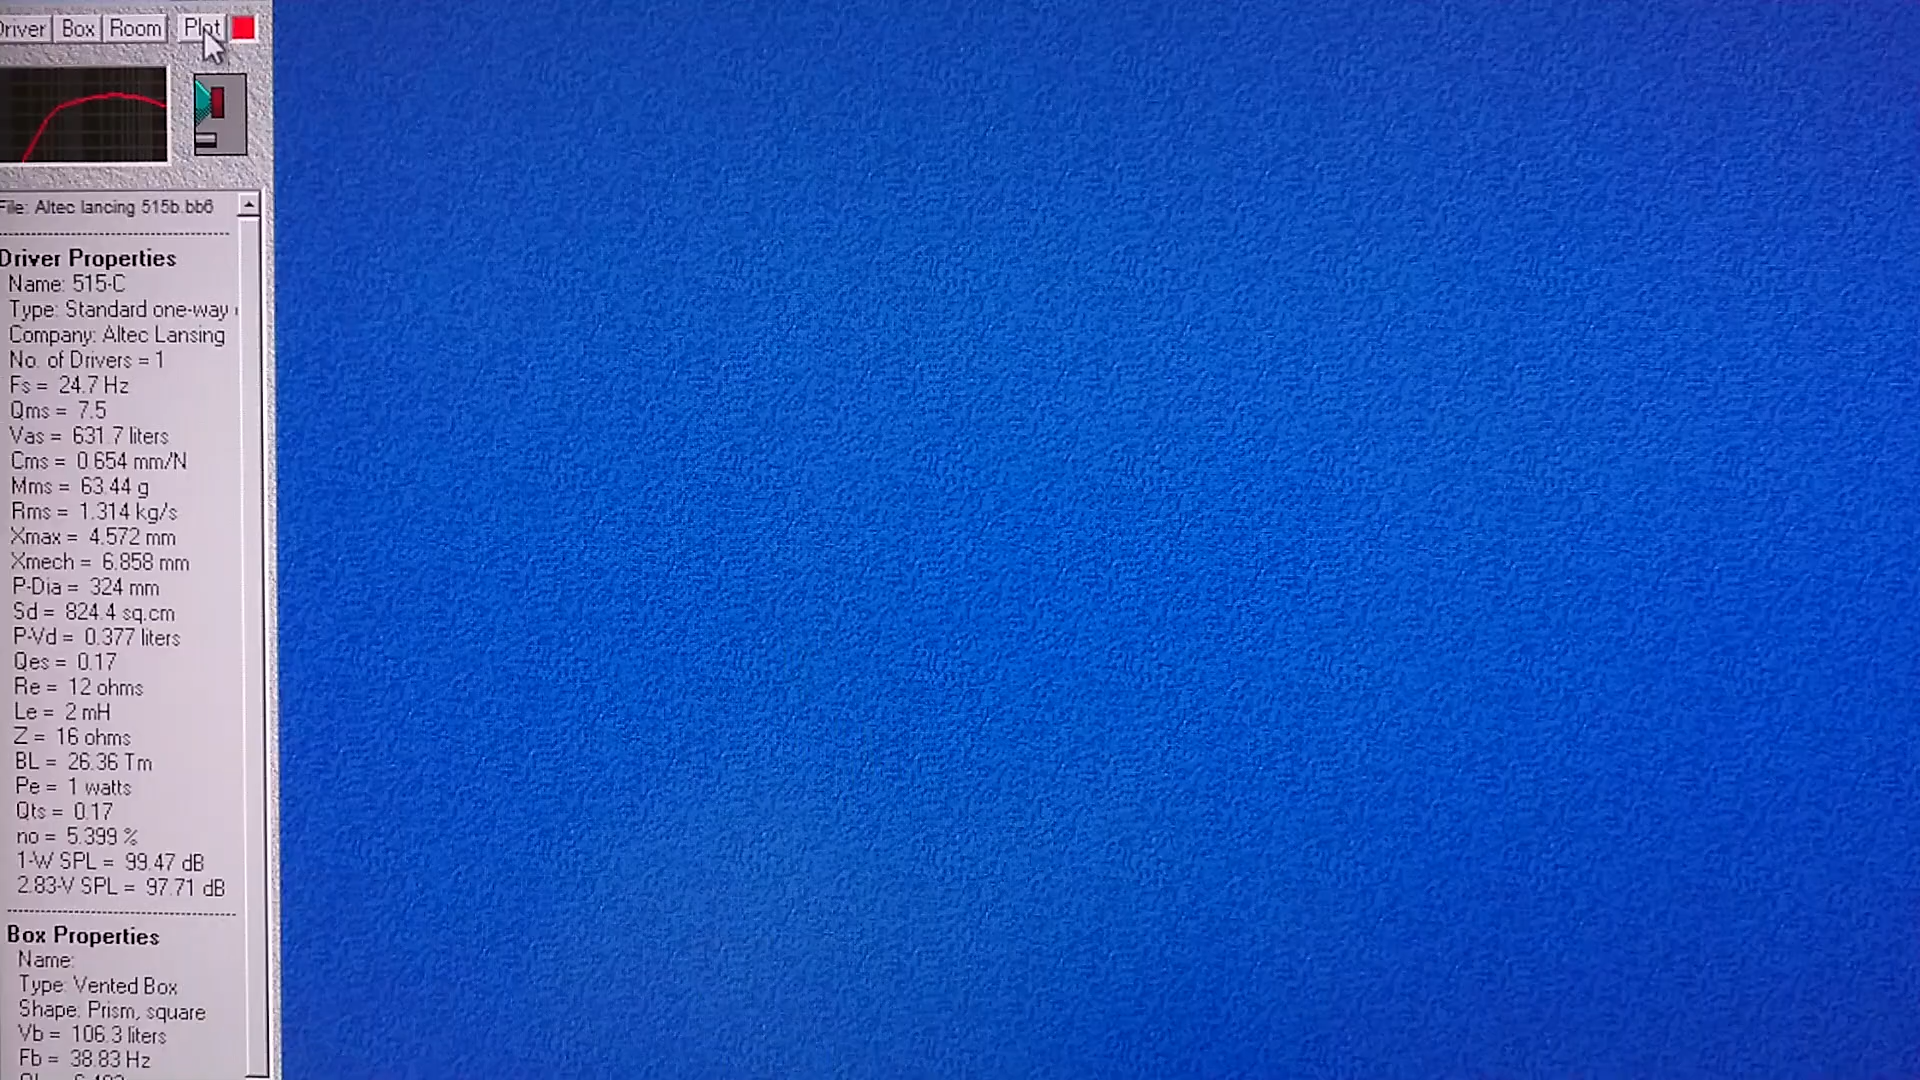 Driver Box Room Plot
File: Altec lancing 515b.bb6
Driver Properties
Name: 515-C
Type: Standard one-way
Company: Altec Lansing
No. of Drivers = 1
Fs = 24.7 Hz
Qms = 7.5
Vas = 631.7 liters
Cms = 0.654 mm/N
Mms = 63.44 g
Rms = 1.314 kg/s
Xmax = 4.572 mm
Xmech = 6.858 mm
P-Dia = 324 mm
Sd = 824.4 sq.cm
P-Vd = 0.377 liters
Qes = 0.17
Re = 12 ohms
Le = 2 mH
Z = 16 ohms
BL = 26.36 Tm
Pe = 1 watts
Qts = 0.17
no = 5.399 %
1-W SPL = 99.47 dB
2.83-V SPL = 97.71 dB
Box Properties
Name:
Type: Vented Box
Shape: Prism, square
Vb = 106.3 liters
Fb = 38.83 Hz